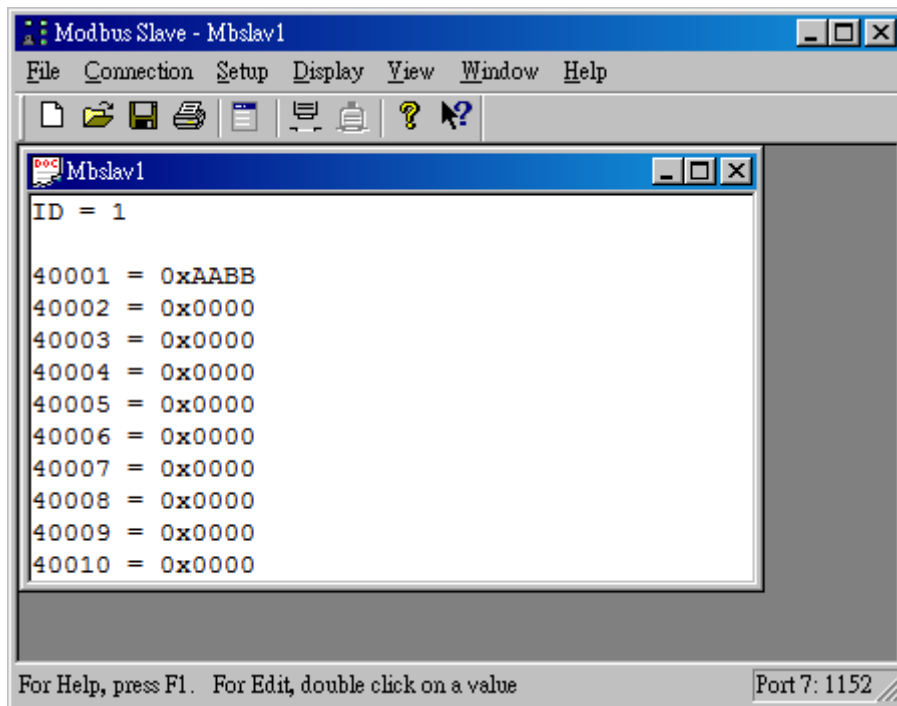 Modbus Slave - Mbslav1
File Connection Setup Display View Window Help
DOC Mbslav1
ID = 1
40001 = 0xAABB
40002 = 0x0000
40003 = 0x0000
40004 = 0x0000
40005 = 0x0000
40006 = 0x0000
40007 = 0x0000
40008 = 0x0000
40009 = 0x0000
40010 = 0x0000
For Help, press F1. For Edit, double click on a value Port 7: 1152